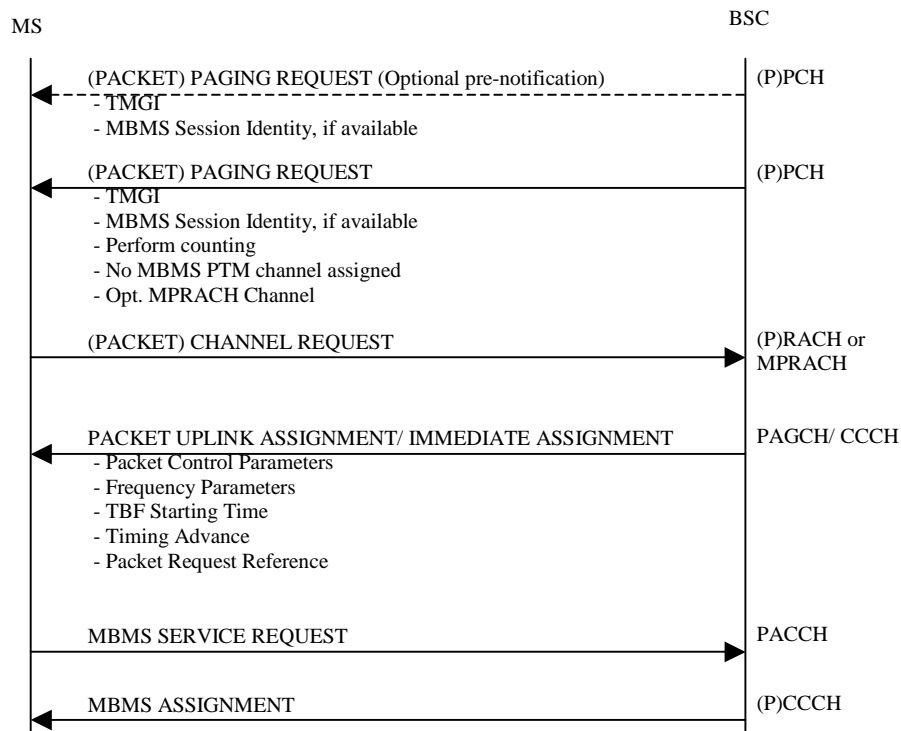 MS
BSC
(PACKET) PAGING REQUEST (Optional pre-notification)
(P)PCH
- TMGI
- MBMS Session Identity, if available
(PACKET) PAGING REQUEST
(P)PCH
- TMGI
- MBMS Session Identity, if available
- Perform counting
- No MBMS PTM channel assigned
- Opt. MPRACH Channel
(PACKET) CHANNEL REQUEST
(P)RACH or
MPRACH
PACKET UPLINK ASSIGNMENT/ IMMEDIATE ASSIGNMENT
PAGCH/ CCCH
- Packet Control Parameters
- Frequency Parameters
- TBF Starting Time
- Timing Advance
- Packet Request Reference
MBMS SERVICE REQUEST
PACCH
MBMS ASSIGNMENT
(P)CCCH